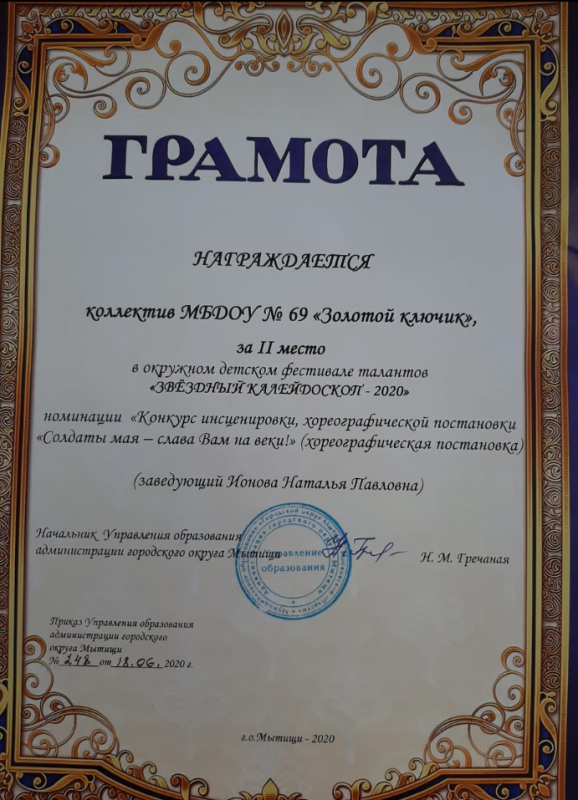 ГРАМОТА
НАГРАЖДАЕТСЯ
коллектив МБДОУ № 69 «Золотой ключик»,
за II место
в окружном детском фестивале талантов
«ЗВЁЗДНЫЙ КАЛЕЙДОСКОП - 2020»
номинации «Конкурс инсценировки, хореографической постановки
«Солдаты мая – слава Вам на веки!» (хореографическая постановка)
(заведующий Ионова Наталья Павловна)
Начальник Управления образования
администрации городского округа Мытищи
Н. М. Гречаная
Управление
образования
Приказ Управления образования
администрации городского
округа Мытищи
№ 248 от 18.06. 2020 г.
г.о.Мытищи - 2020